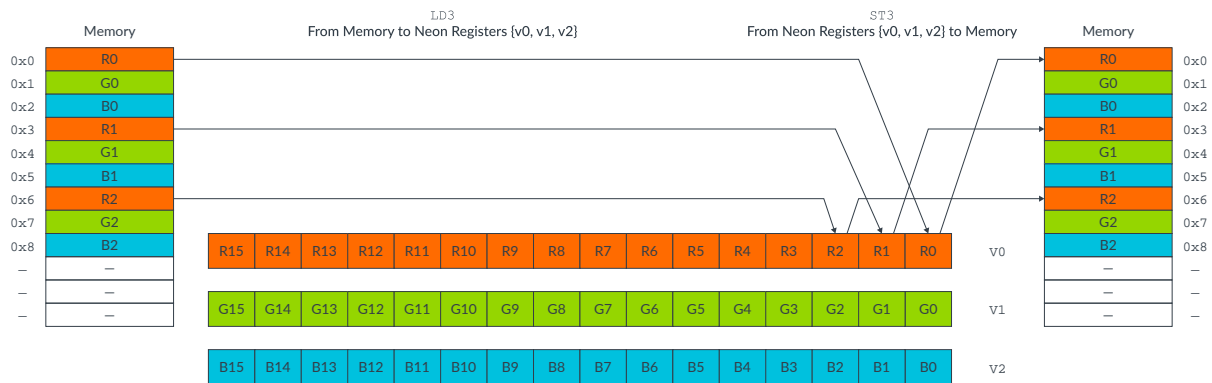 LD3
From Memory to Neon Registers {v0, v1, v2}
ST3
From Neon Registers {v0, v1, v2} to Memory
Memory
Memory
0x0 R0
0x1 G0
0x2 B0
0x3 R1
0x4 G1
0x5 B1
0x6 R2
0x7 G2
0x8 B2
– –
– –
– –
R0 0x0
G0 0x1
B0 0x2
R1 0x3
G1 0x4
B1 0x5
R2 0x6
G2 0x7
B2 0x8
– –
– –
– –
R15 R14 R13 R12 R11 R10 R9 R8 R7 R6 R5 R4 R3 R2 R1 R0 V0
G15 G14 G13 G12 G11 G10 G9 G8 G7 G6 G5 G4 G3 G2 G1 G0 V1
B15 B14 B13 B12 B11 B10 B9 B8 B7 B6 B5 B4 B3 B2 B1 B0 V2